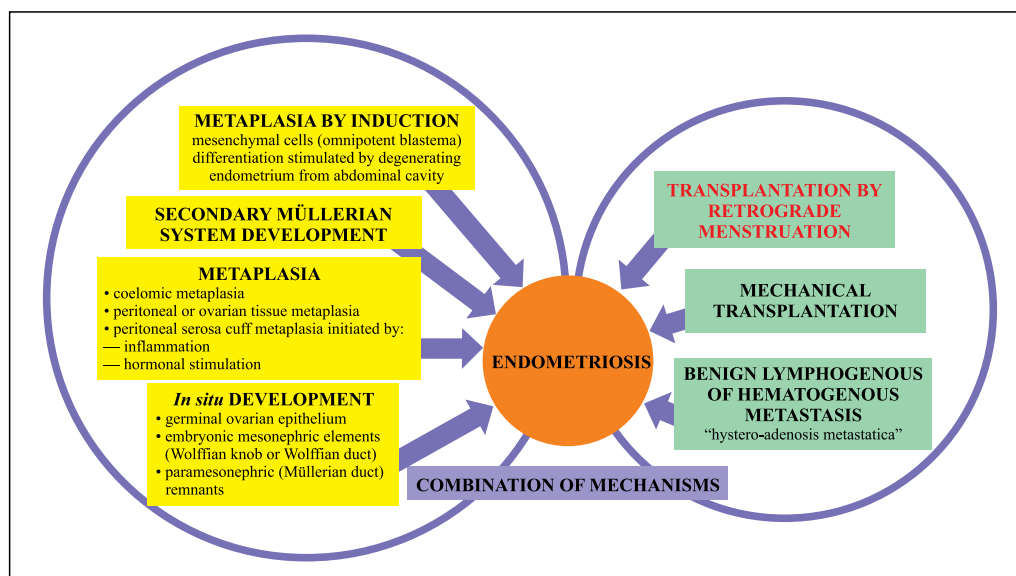 METAPLASIA BY INDUCTION
mesenchymal cells (omnipotent blastema)
differentiation stimulated by degenerating
endometrium from abdominal cavity
SECONDARY MÜLLERIAN
SYSTEM DEVELOPMENT
METAPLASIA
• coelomic metaplasia
• peritoneal or ovarian tissue metaplasia
• peritoneal serosa cuff metaplasia initiated by:
— inflammation
— hormonal stimulation
In situ DEVELOPMENT
• germinal ovarian epithelium
• embryonic mesonephric elements
(Wolffian knob or Wolffian duct)
• paramesonephric (Müllerian duct)
remnants
ENDOMETRIOSIS
COMBINATION OF MECHANISMS
TRANSPLANTATION BY
RETROGRADE
MENSTRUATION
MECHANICAL
TRANSPLANTATION
BENIGN LYMPHOGENOUS
OF HEMATOGENOUS
METASTASIS
“hystero-adenosis metastatica”